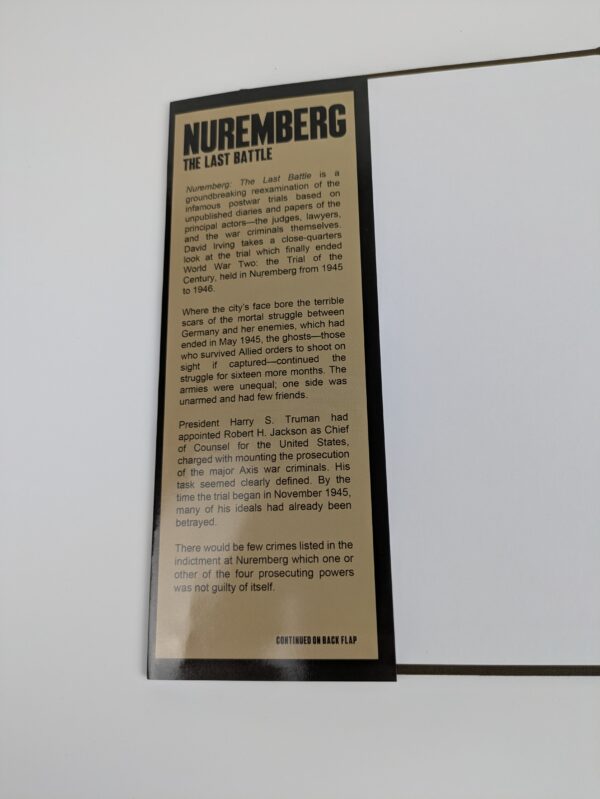 NUREMBERG
THE LAST BATTLE
Nuremberg: The Last Battle is a
groundbreaking reexamination of the
infamous postwar trials based on
unpublished diaries and papers of the
principal actors—the judges, lawyers,
and the war criminals themselves.
David Irving takes a close-quarters
look at the trial which finally ended
World War Two: the Trial of the
Century, held in Nuremberg from 1945
to 1946.
Where the city's face bore the terrible
scars of the mortal struggle between
Germany and her enemies, which had
ended in May 1945, the ghosts—those
who survived Allied orders to shoot on
sight if captured—continued the
struggle for sixteen more months. The
armies were unequal; one side was
unarmed and had few friends.
President Harry S. Truman had
appointed Robert H. Jackson as Chief
of Counsel for the United States,
charged with mounting the prosecution
of the major Axis war criminals. His
task seemed clearly defined. By the
time the trial began in November 1945,
many of his ideals had already been
betrayed.
There would be few crimes listed in the
indictment at Nuremberg which one or
other of the four prosecuting powers
was not guilty of itself.
CONTINUED ON BACK FLAP